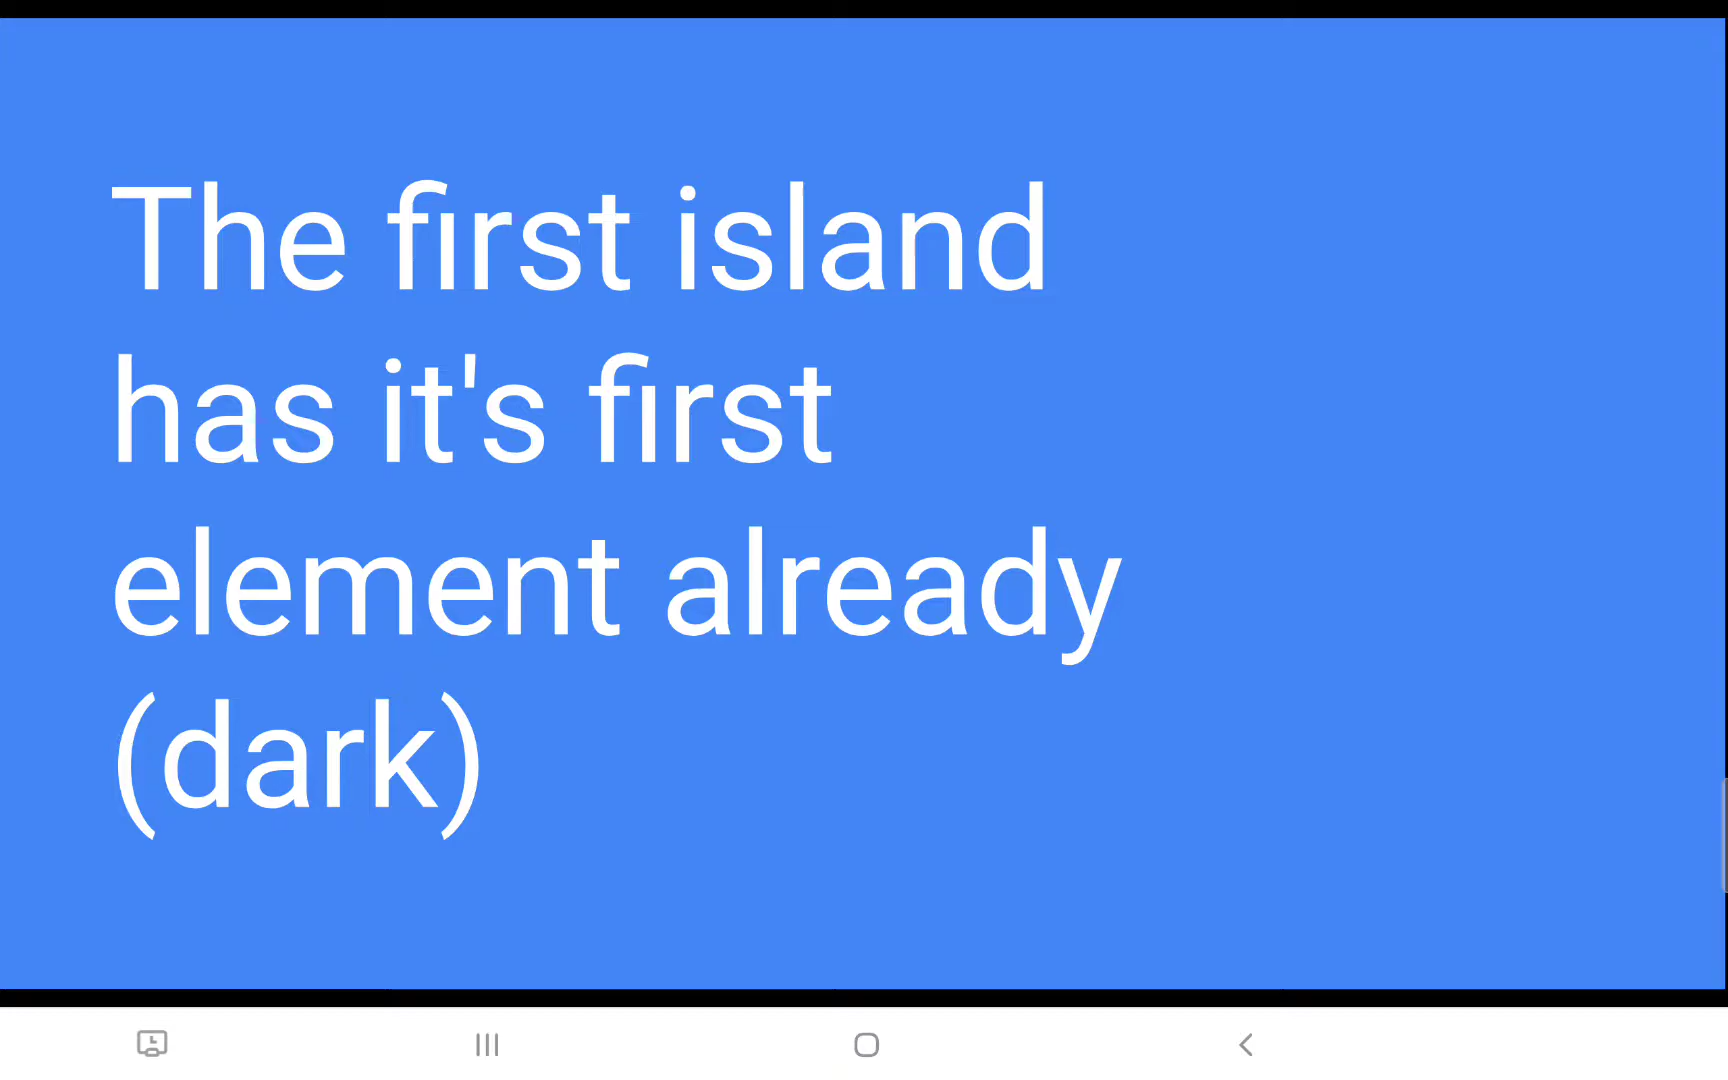 The first island
has it's first
element already
(dark)